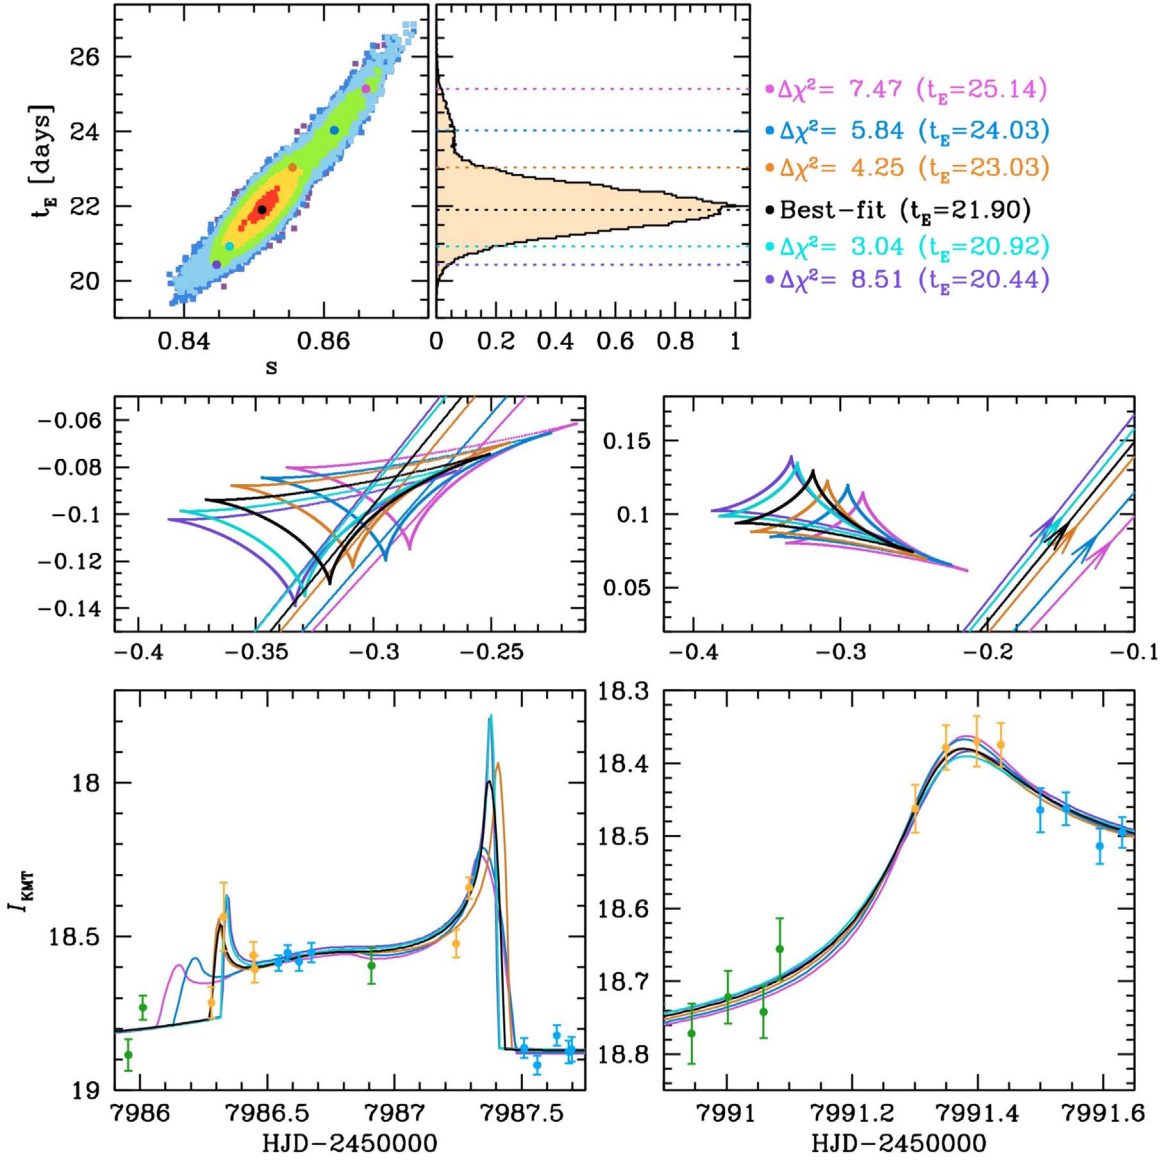 26
24
22
20
t_E [days]
0.84 0.86
s
0 0.2 0.4 0.6 0.8 1
Δχ²= 7.47 (t_E=25.14)
Δχ²= 5.84 (t_E=24.03)
Δχ²= 4.25 (t_E=23.03)
Best-fit (t_E=21.90)
Δχ²= 3.04 (t_E=20.92)
Δχ²= 8.51 (t_E=20.44)
-0.06
-0.08
-0.1
-0.12
-0.14
-0.4 -0.35 -0.3 -0.25
0.15
0.1
0.05
-0.4 -0.3 -0.2 -0.1
18
18.5
19
I_KMT
7986 7986.5 7987 7987.5
HJD-2450000
18.3
18.4
18.5
18.6
18.7
18.8
7991 7991.2 7991.4 7991.6
HJD-2450000